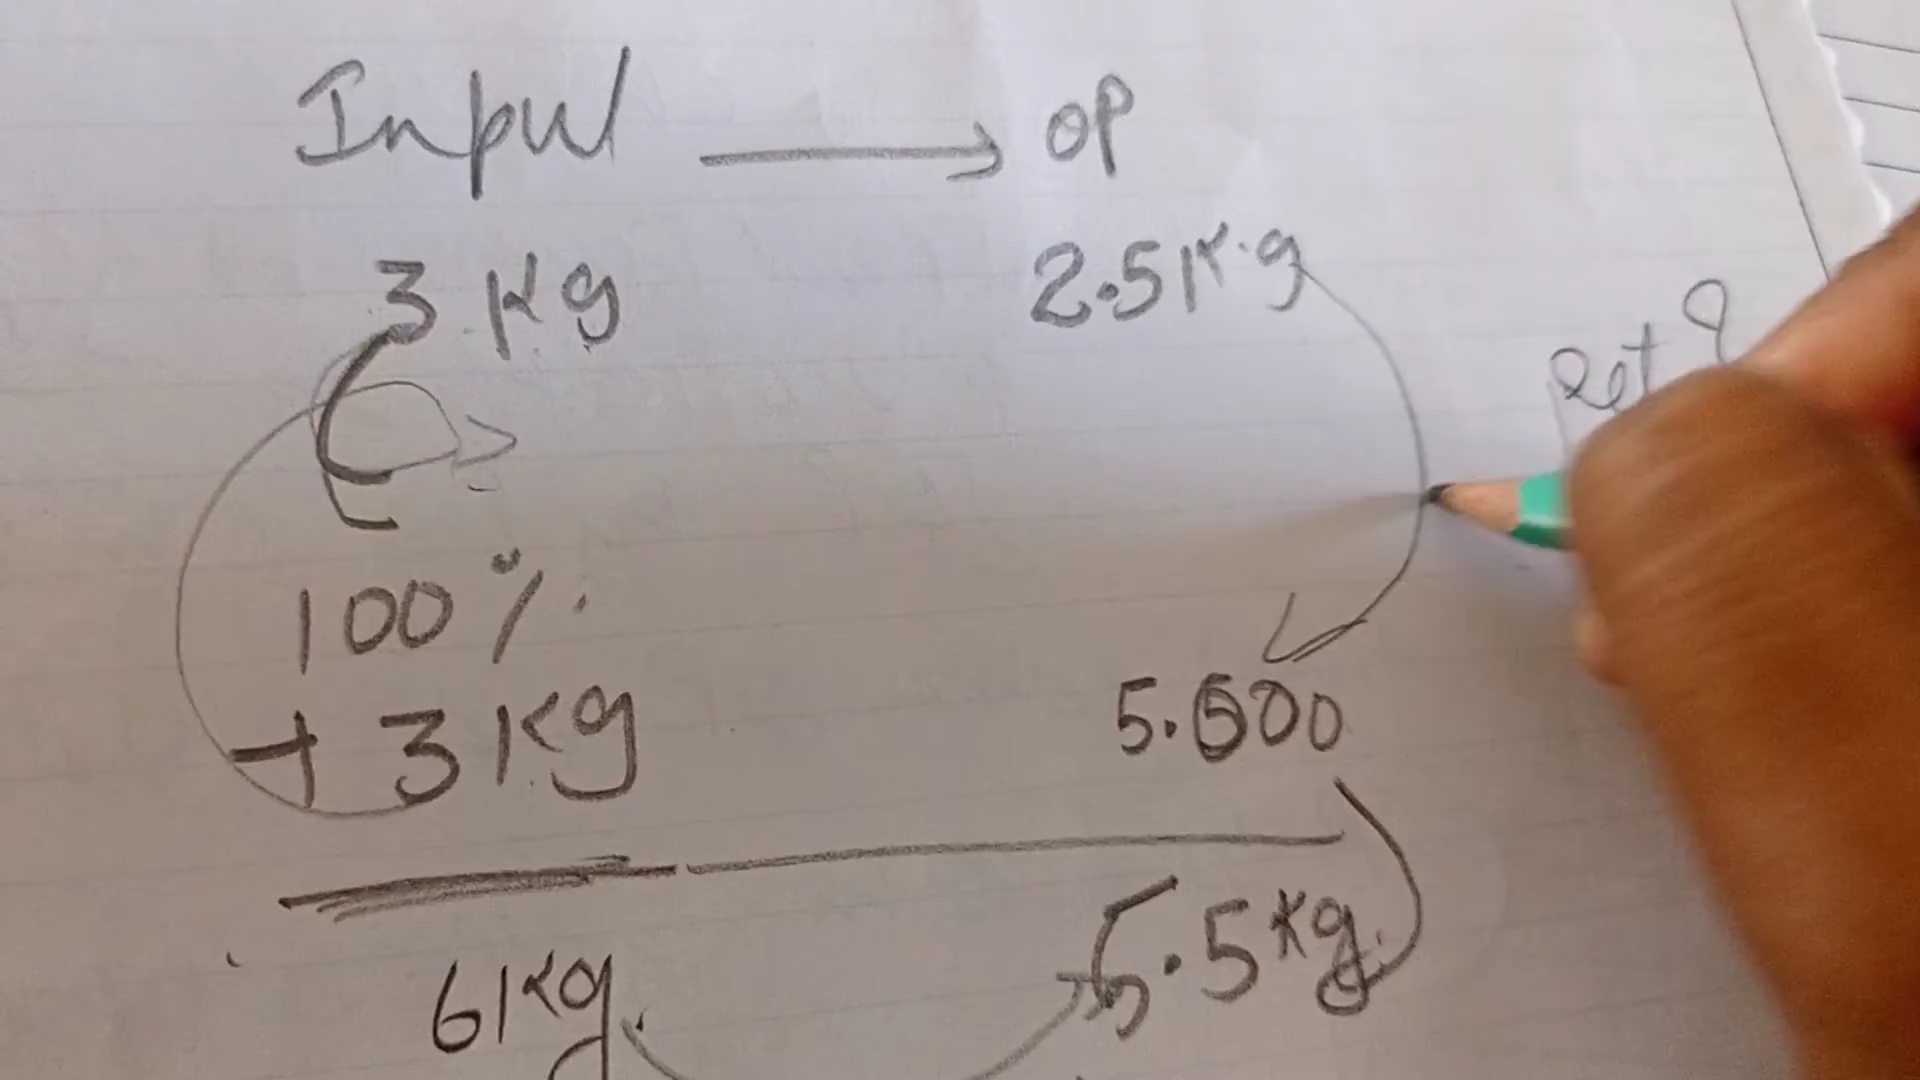 Input → OP
3 Kg 2.5 Kg
100%
+ 3 Kg 5.500
6 Kg. 5.5 Kg.